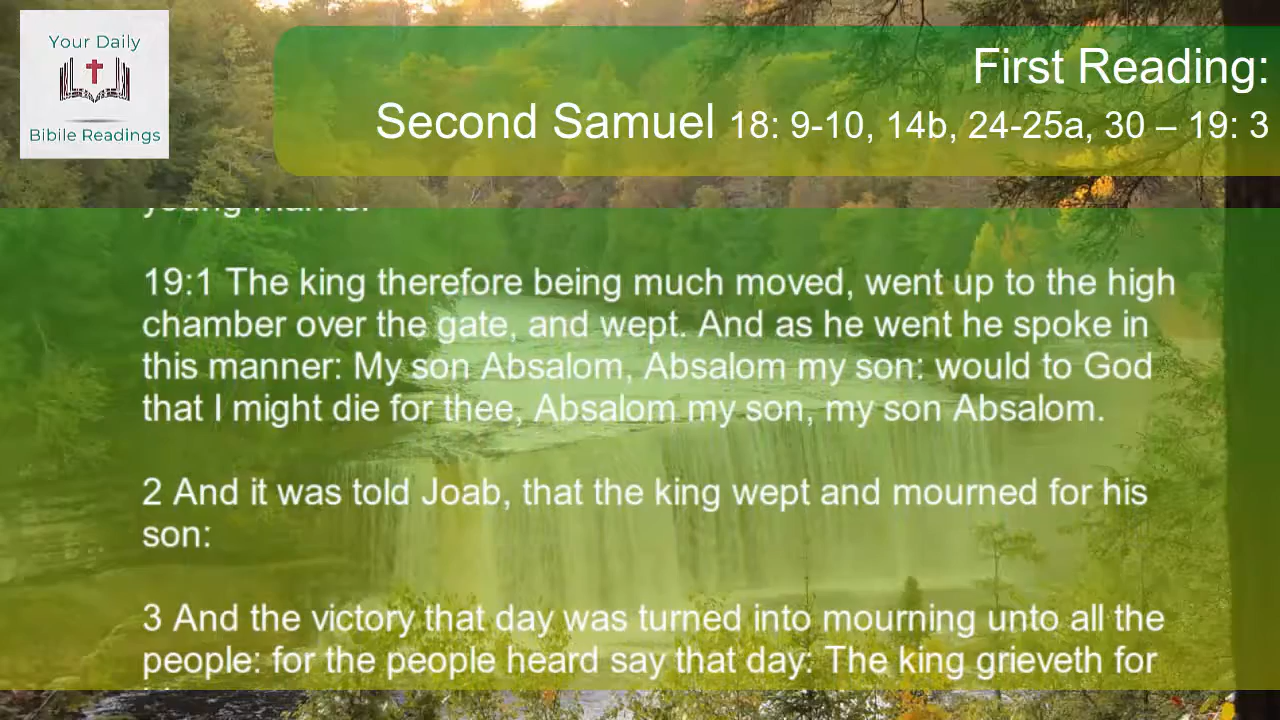 Your Daily
Bibile Readings
First Reading:
Second Samuel 18: 9-10, 14b, 24-25a, 30 – 19: 3
young man is.
19:1 The king therefore being much moved, went up to the high
chamber over the gate, and wept. And as he went he spoke in
this manner: My son Absalom, Absalom my son: would to God
that I might die for thee, Absalom my son, my son Absalom.
2 And it was told Joab, that the king wept and mourned for his
son:
3 And the victory that day was turned into mourning unto all the
people: for the people heard say that day: The king grieveth for